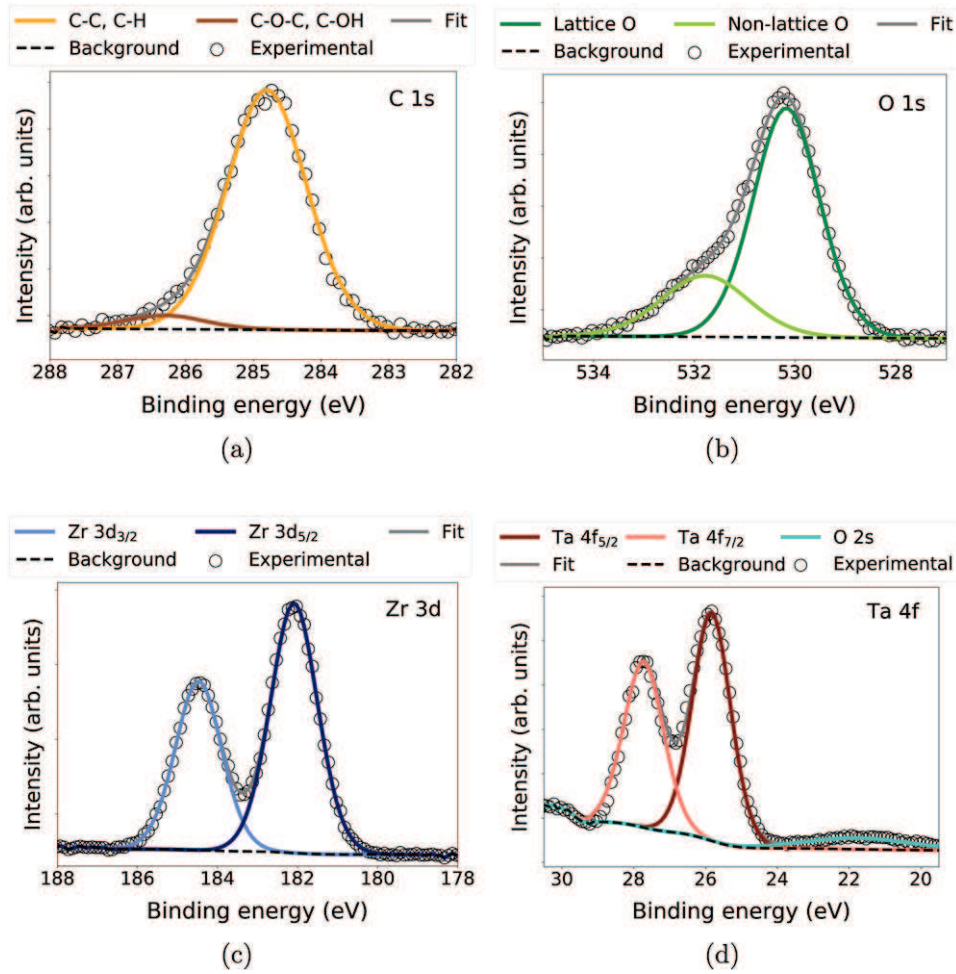 C-C, C-H C-O-C, C-OH Fit
Background Experimental
C 1s
Intensity (arb. units)
288 287 286 285 284 283 282
Binding energy (eV)
(a)
Lattice O Non-lattice O Fit
Background Experimental
O 1s
Intensity (arb. units)
534 532 530 528
Binding energy (eV)
(b)
Zr 3d3/2 Zr 3d5/2 Fit
Background Experimental
Zr 3d
Intensity (arb. units)
188 186 184 182 180 178
Binding energy (eV)
(c)
Ta 4f5/2 Ta 4f7/2 O 2s
Fit Background Experimental
Ta 4f
Intensity (arb. units)
30 28 26 24 22 20
Binding energy (eV)
(d)